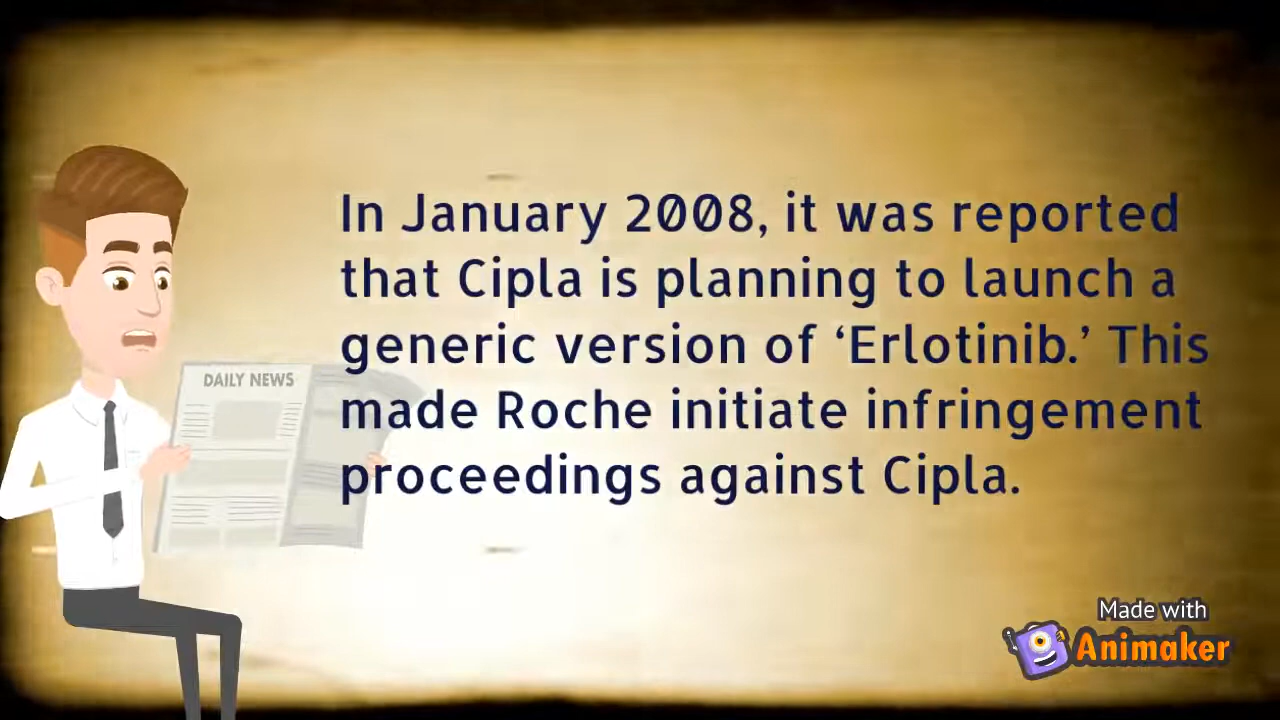 In January 2008, it was reported
that Cipla is planning to launch a
generic version of ‘Erlotinib.’ This
made Roche initiate infringement
proceedings against Cipla.
DAILY NEWS
Made with
Animaker